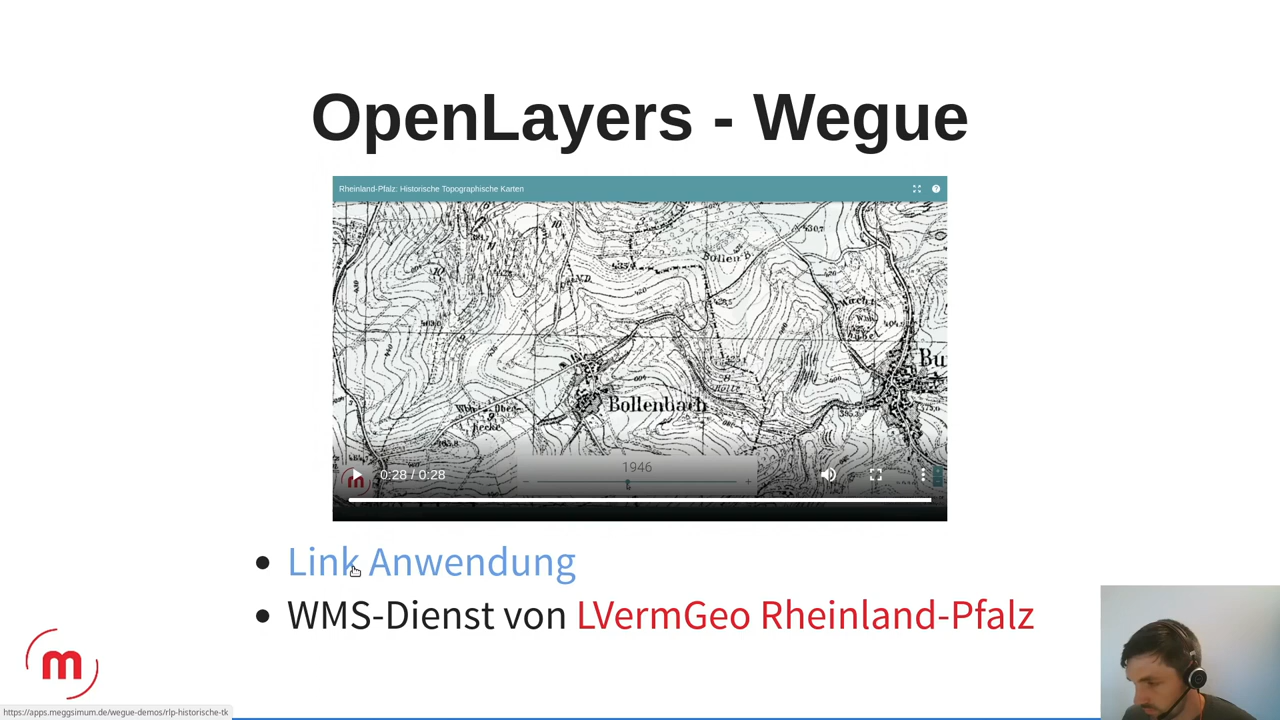 OpenLayers - Wegue
Rheinland-Pfalz: Historische Topographische Karten
Bollenbach
Bu
1946
0:28 / 0:28
Link Anwendung
WMS-Dienst von LVermGeo Rheinland-Pfalz
m
https://apps.meggsimum.de/wegue-demos/rlp-historische-tk